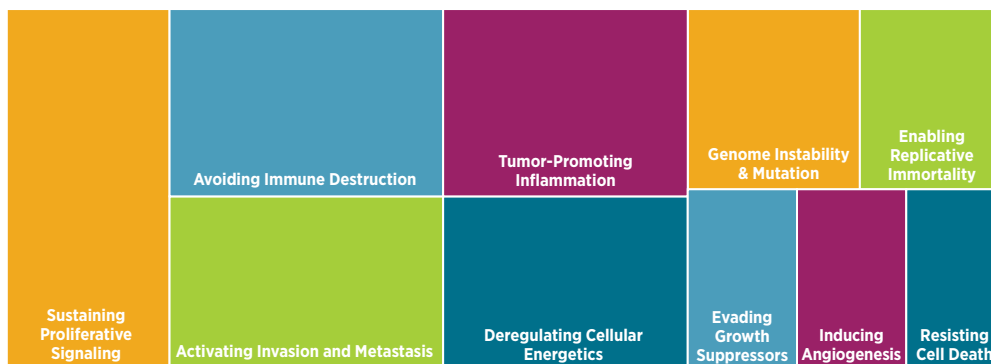 Sustaining
Proliferative
Signaling
Avoiding Immune Destruction
Activating Invasion and Metastasis
Tumor-Promoting
Inflammation
Deregulating Cellular
Energetics
Genome Instability
& Mutation
Enabling
Replicative
Immortality
Evading
Growth
Suppressors
Inducing
Angiogenesis
Resisting
Cell Death